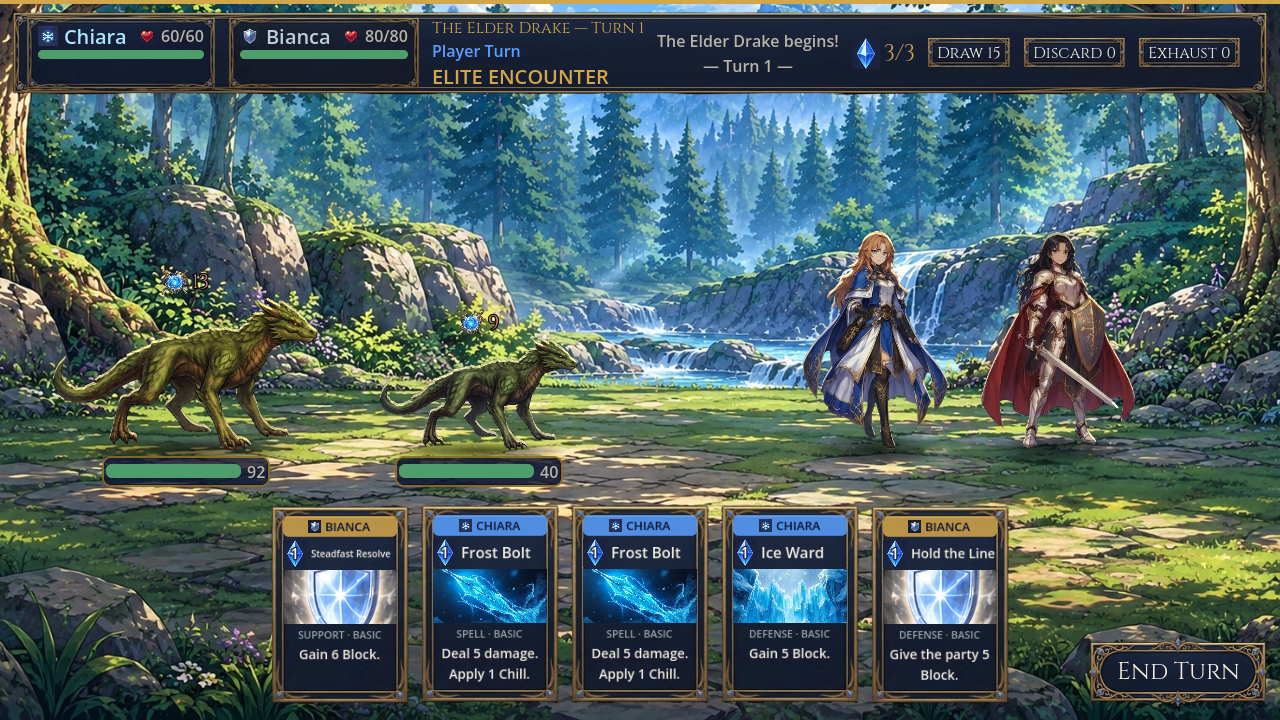 Chiara 60/60
Bianca 80/80
The Elder Drake — Turn 1
Player Turn
ELITE ENCOUNTER
The Elder Drake begins!
— Turn 1 —
3/3
Draw 15
Discard 0
Exhaust 0
13
9
92
40
BIANCA
1 Steadfast Resolve
SUPPORT · BASIC
Gain 6 Block.
CHIARA
1 Frost Bolt
SPELL · BASIC
Deal 5 damage.
Apply 1 Chill.
CHIARA
1 Frost Bolt
SPELL · BASIC
Deal 5 damage.
Apply 1 Chill.
CHIARA
1 Ice Ward
DEFENSE · BASIC
Gain 5 Block.
BIANCA
1 Hold the Line
DEFENSE · BASIC
Give the party 5
Block.
End Turn